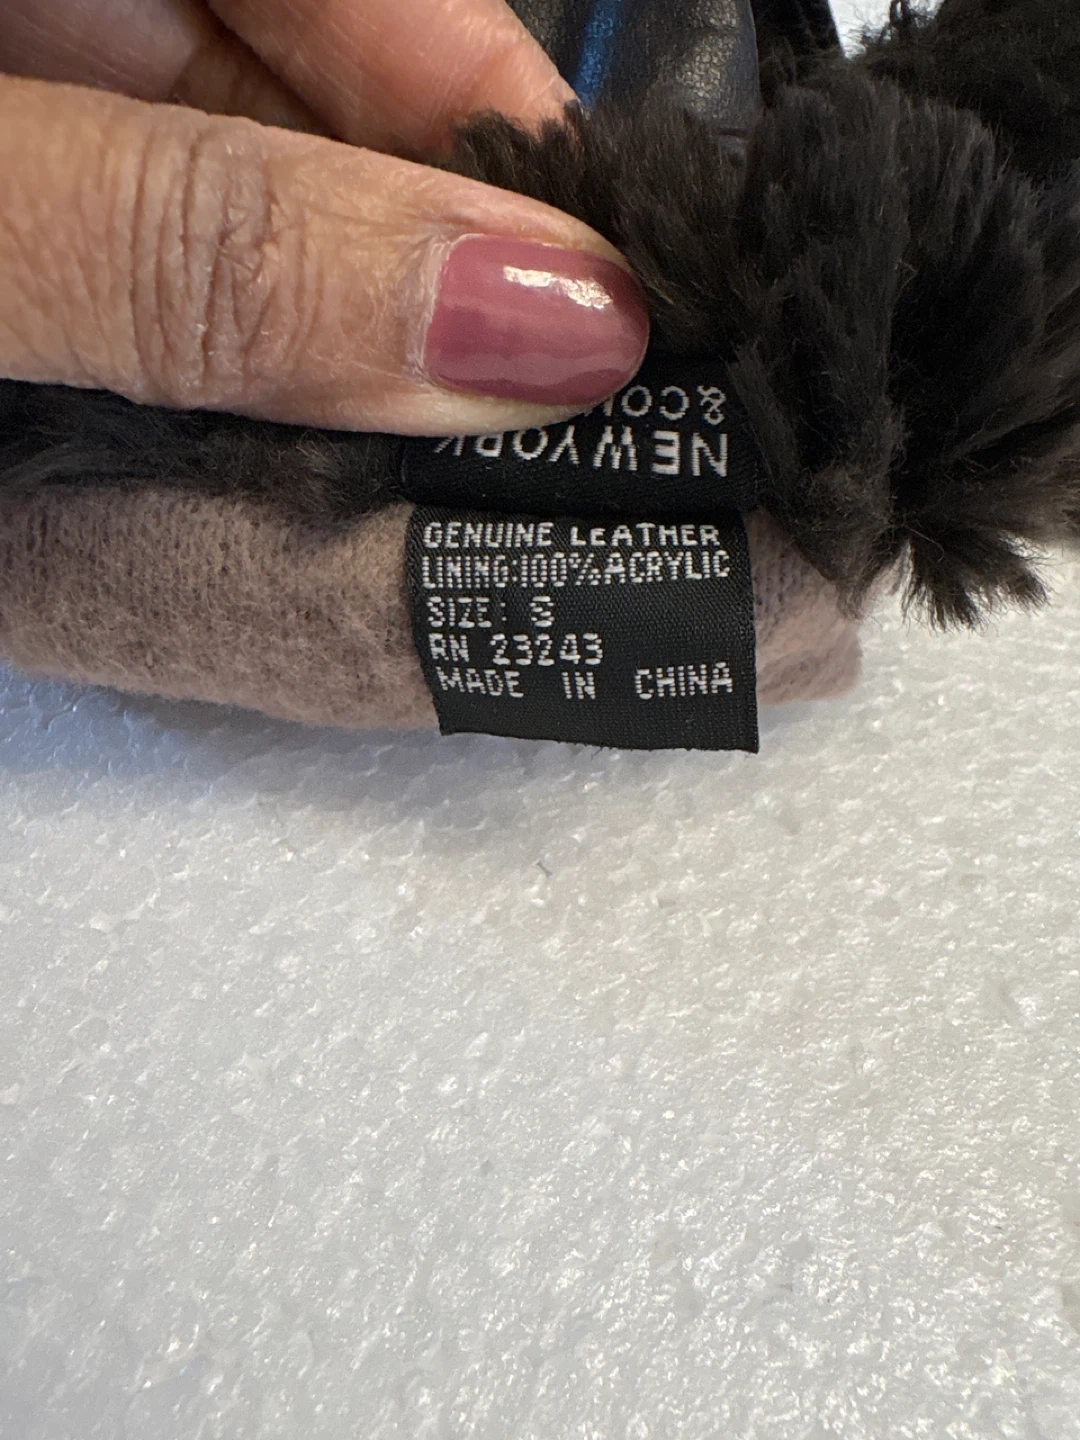 NEW YORK
& CO
GENUINE LEATHER
LINING:100%ACRYLIC
SIZE: S
RN 23243
MADE IN CHINA